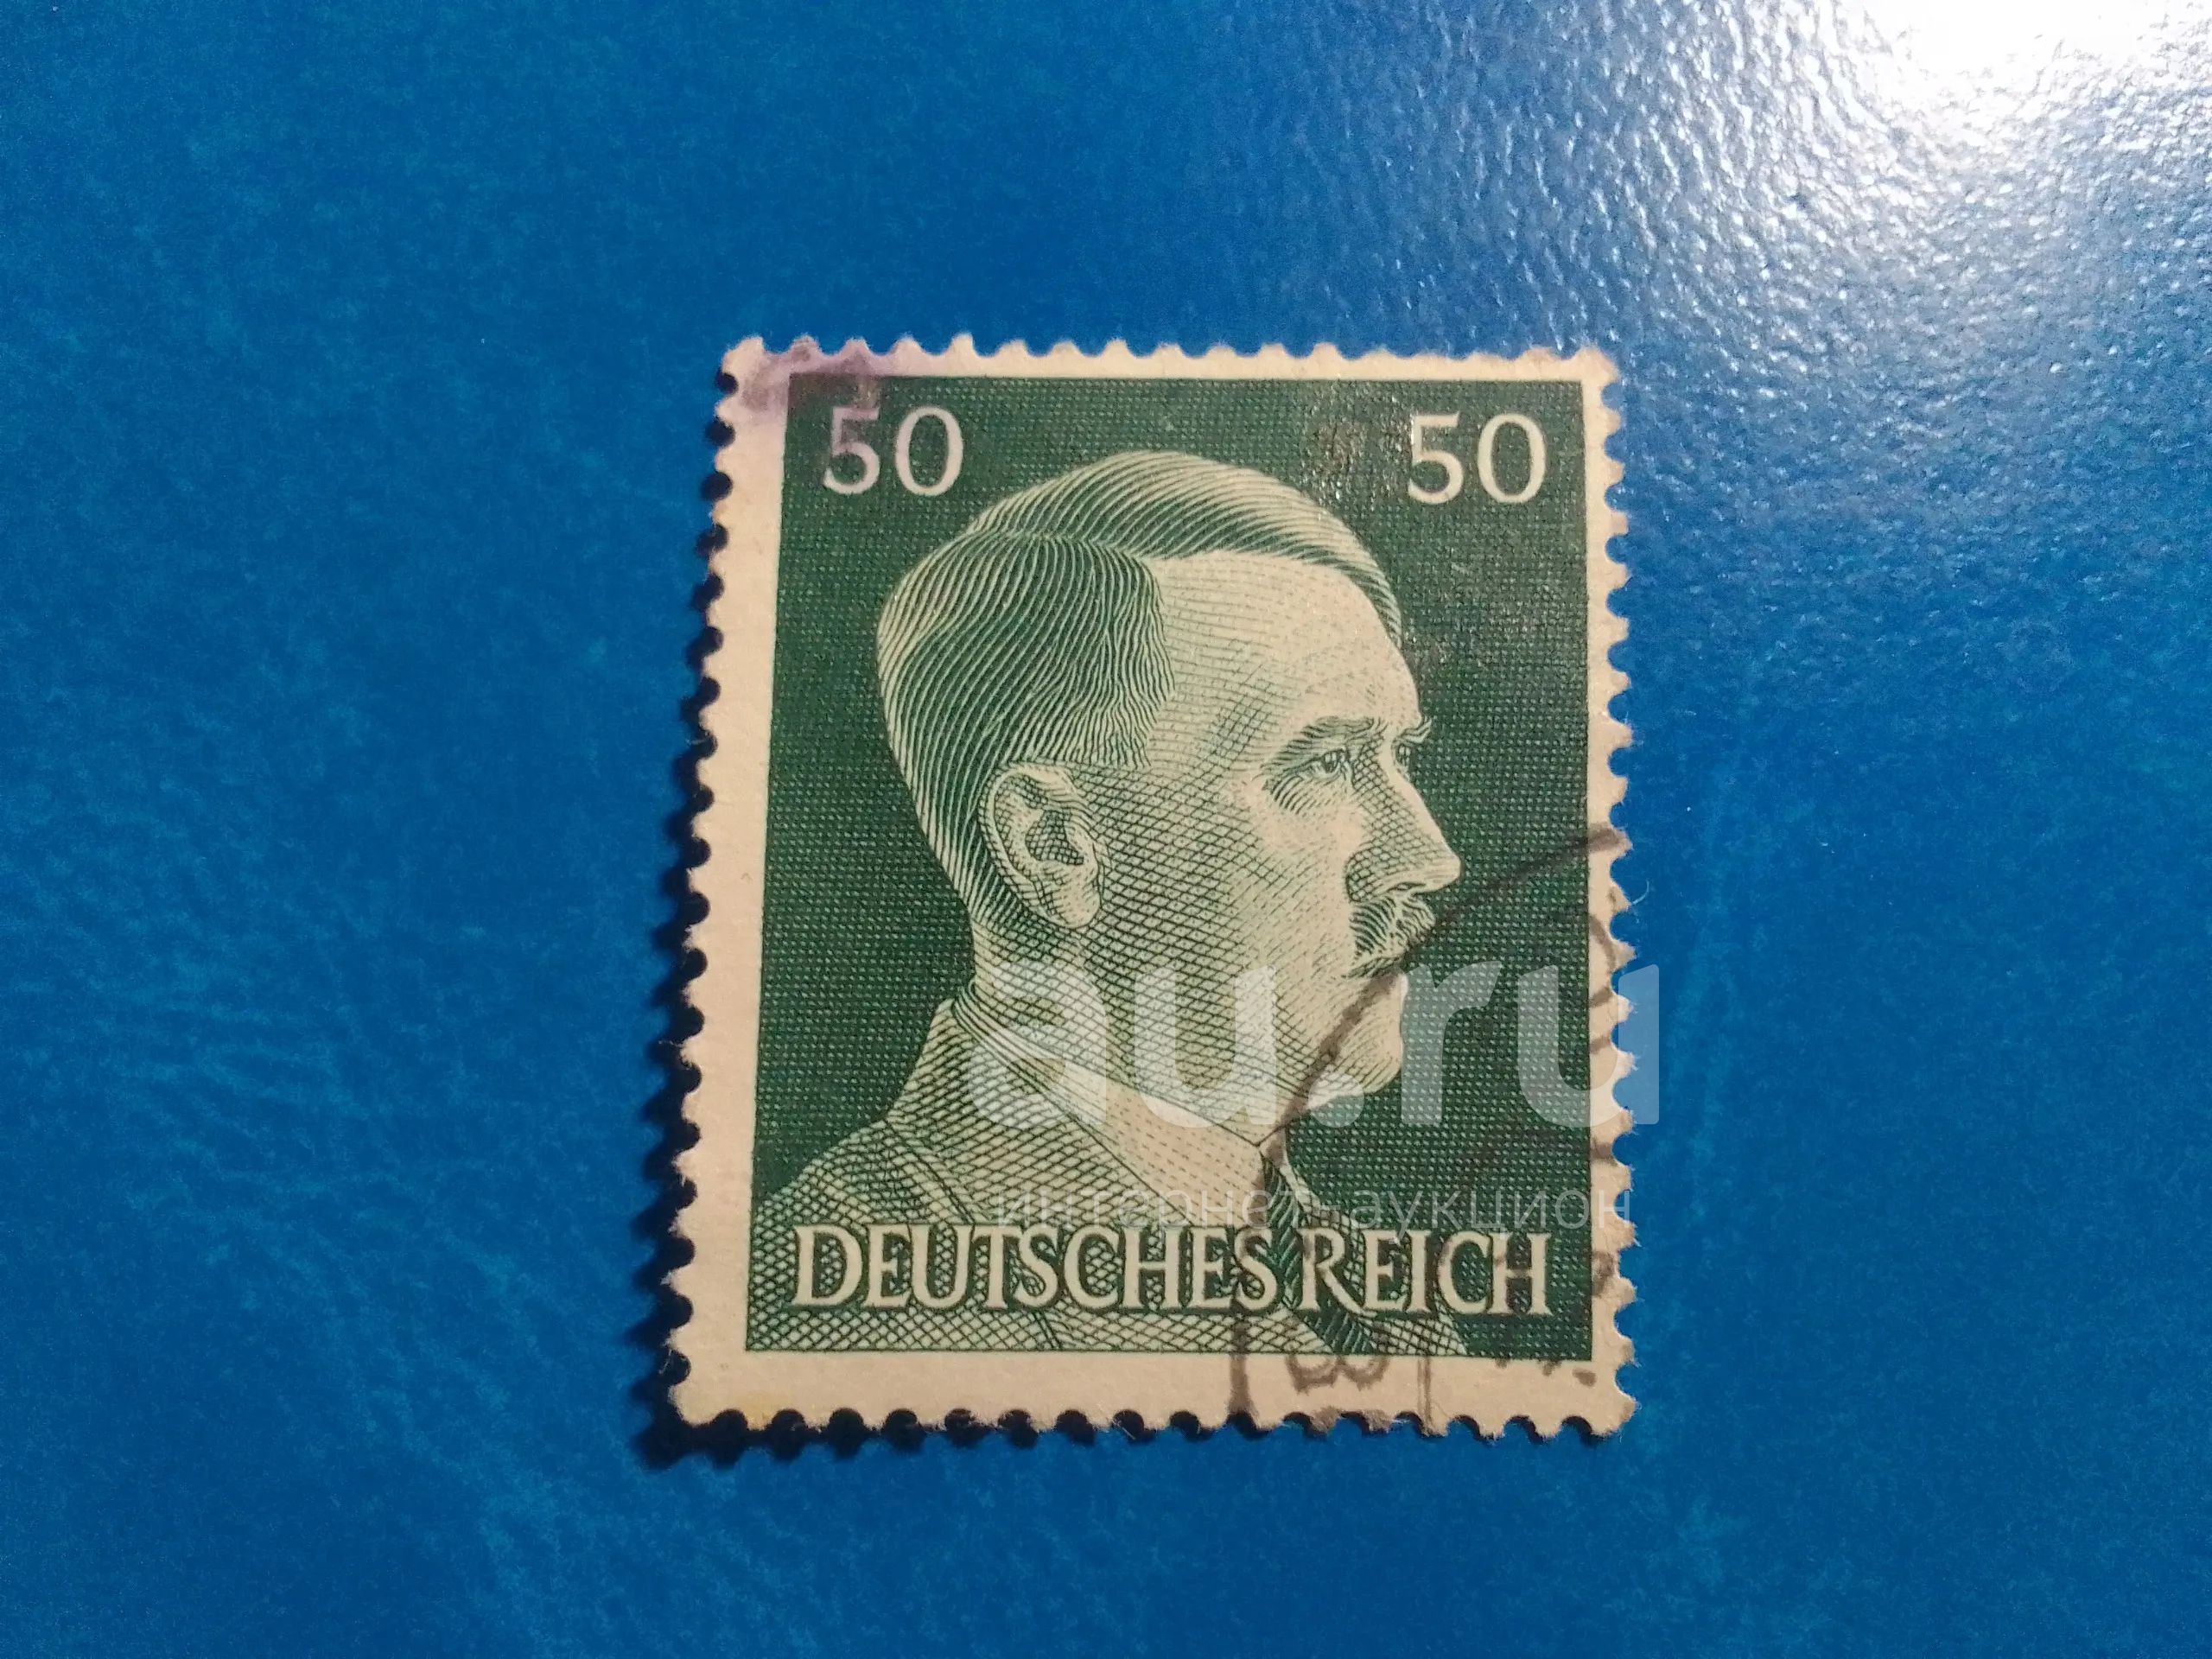 50 50
au.ru
интернет-аукцион
DEUTSCHES REICH